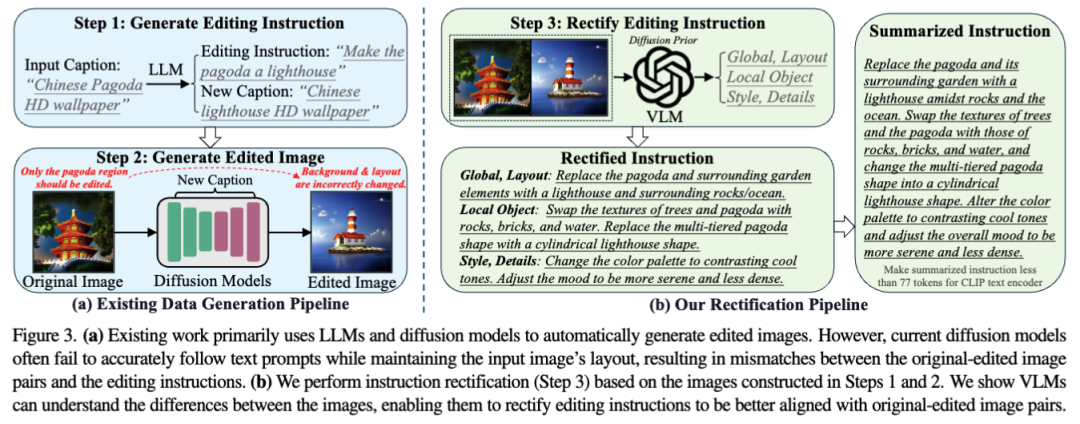 Step 1: Generate Editing Instruction
Input Caption:
"Chinese Pagoda
HD wallpaper"
LLM
Editing Instruction: "Make the
pagoda a lighthouse"
New Caption: "Chinese
lighthouse HD wallpaper"
Step 2: Generate Edited Image
Only the pagoda region
should be edited.
New Caption
Background & layout
are incorrectly changed.
Original Image
Diffusion Models
Edited Image
(a) Existing Data Generation Pipeline
Step 3: Rectify Editing Instruction
Diffusion Prior
VLM
Global, Layout
Local Object
Style, Details
Rectified Instruction
Global, Layout: Replace the pagoda and surrounding garden
elements with a lighthouse and surrounding rocks/ocean.
Local Object: Swap the textures of trees and pagoda with
rocks, bricks, and water. Replace the multi-tiered pagoda
shape with a cylindrical lighthouse shape.
Style, Details: Change the color palette to contrasting cool
tones. Adjust the mood to be more serene and less dense.
Summarized Instruction
Replace the pagoda and its
surrounding garden with a
lighthouse amidst rocks and the
ocean. Swap the textures of trees
and the pagoda with those of
rocks, bricks, and water, and
change the multi-tiered pagoda
shape into a cylindrical
lighthouse shape. Alter the color
palette to contrasting cool tones
and adjust the overall mood to be
more serene and less dense.
Make summarized instruction less
than 77 tokens for CLIP text encoder
(b) Our Rectification Pipeline
Figure 3. (a) Existing work primarily uses LLMs and diffusion models to automatically generate edited images. However, current diffusion models
often fail to accurately follow text prompts while maintaining the input image's layout, resulting in mismatches between the original-edited image
pairs and the editing instructions. (b) We perform instruction rectification (Step 3) based on the images constructed in Steps 1 and 2. We show VLMs
can understand the differences between the images, enabling them to rectify editing instructions to be better aligned with original-edited image pairs.